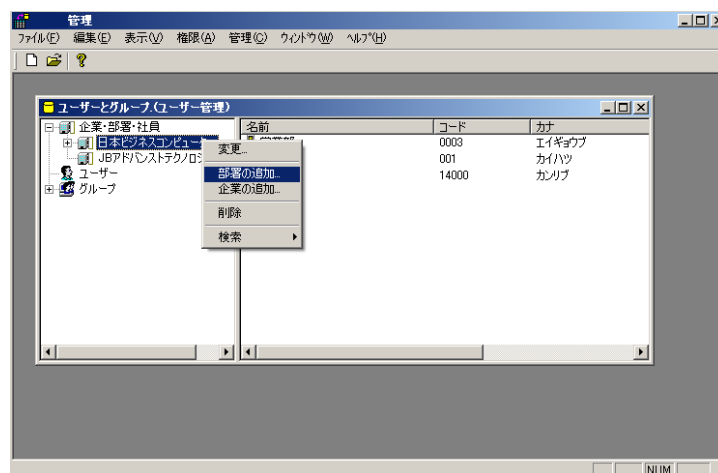 管理
ファイル(F) 編集(E) 表示(V) 権限(A) 管理(C) ウィンドウ(W) ヘルプ(H)
ユーザーとグループ.(ユーザー管理)
企業・部署・社員
日本ビジネスコンピュー
JBアドバンストテクノロジ
ユーザー
グループ
名前 コード カナ
0003 エイギョウブ
001 カイハツ
14000 カンリブ
変更...
部署の追加...
企業の追加...
削除
検索
NUM